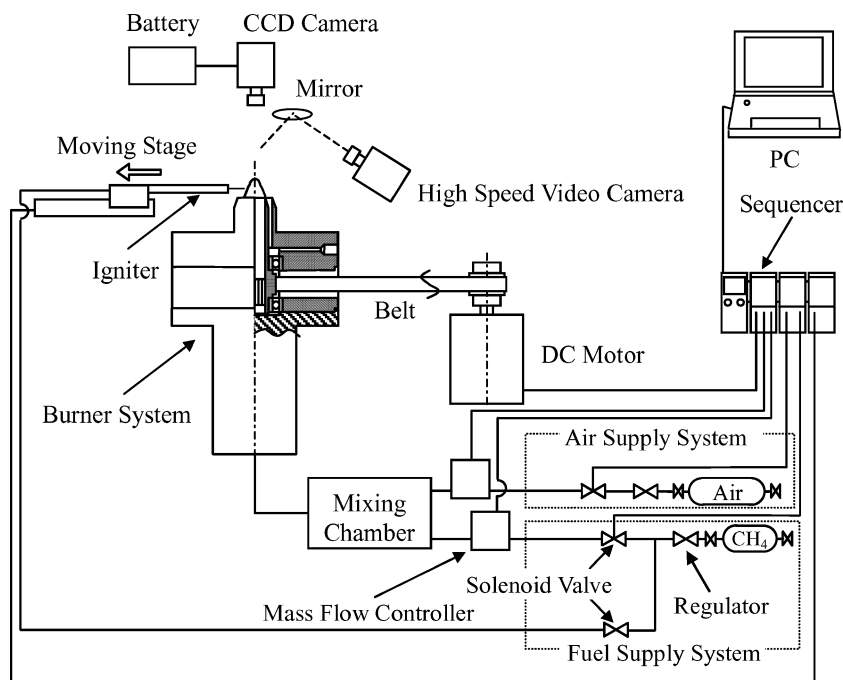 Battery
CCD Camera
Mirror
Moving Stage
High Speed Video Camera
PC
Sequencer
Igniter
Belt
DC Motor
Burner System
Air Supply System
Air
Mixing
Chamber
CH₄
Solenoid Valve
Mass Flow Controller
Regulator
Fuel Supply System